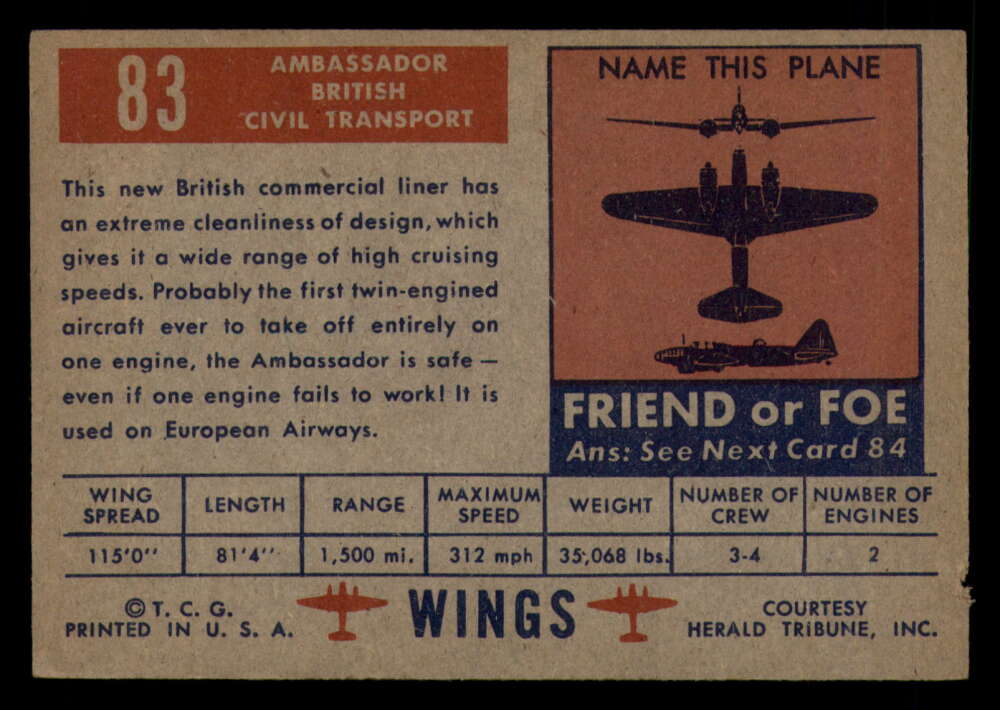 83
AMBASSADOR
BRITISH
CIVIL TRANSPORT
This new British commercial liner has
an extreme cleanliness of design, which
gives it a wide range of high cruising
speeds. Probably the first twin-engined
aircraft ever to take off entirely on
one engine, the Ambassador is safe —
even if one engine fails to work! It is
used on European Airways.
NAME THIS PLANE
FRIEND or FOE
Ans: See Next Card 84
WING SPREAD LENGTH RANGE MAXIMUM SPEED WEIGHT NUMBER OF CREW NUMBER OF ENGINES
115'0" 81'4" 1,500 mi. 312 mph 35,068 lbs. 3-4 2
© T. C. G.
PRINTED IN U. S. A.
WINGS
COURTESY
HERALD TRIBUNE, INC.